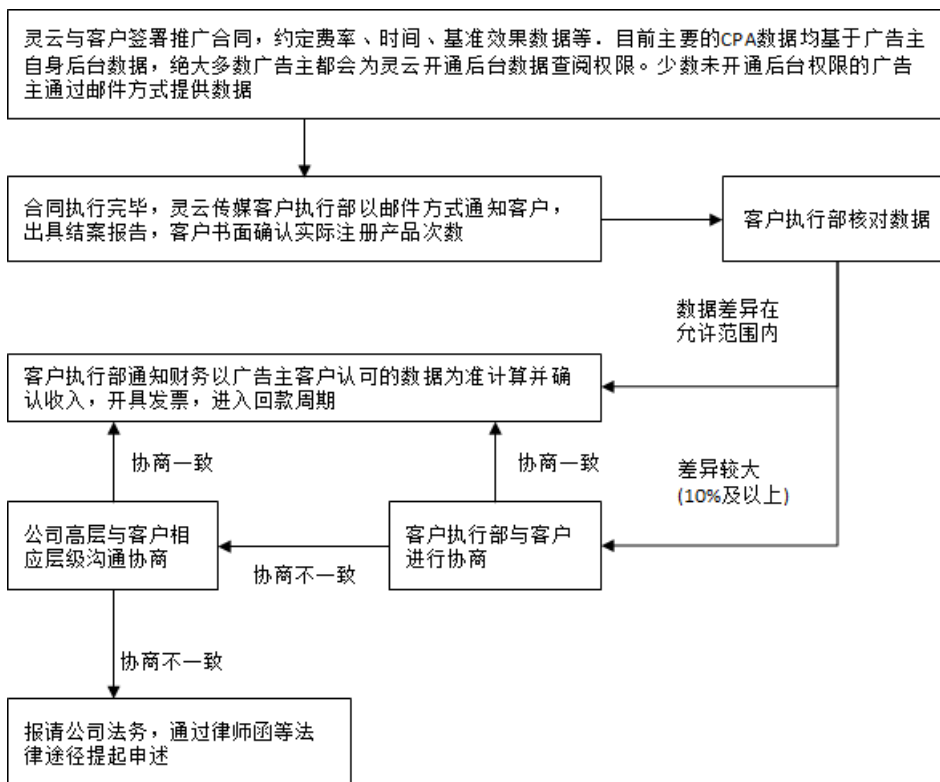 灵云与客户签署推广合同，约定费率、时间、基准效果数据等．目前主要的CPA数据均基于广告主
自身后台数据，绝大多数广告主都会为灵云开通后台数据查阅权限。少数未开通后台权限的广告
主通过邮件方式提供数据
合同执行完毕，灵云传媒客户执行部以邮件方式通知客户，
出具结案报告，客户书面确认实际注册产品次数
客户执行部核对数据
数据差异在
允许范围内
客户执行部通知财务以广告主客户认可的数据为准计算并确
认收入，开具发票，进入回款周期
协商一致
协商一致
差异较大
(10%及以上)
公司高层与客户相
应层级沟通协商
客户执行部与客户
进行协商
协商不一致
协商不一致
报请公司法务，通过律师函等法
律途径提起申述